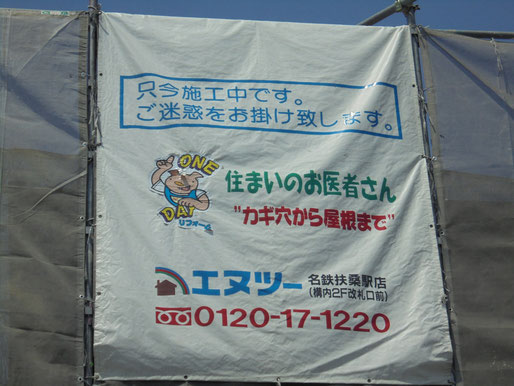 只今施工中です。
ご迷惑をお掛け致します。
ONE
DAY
リフォーム
住まいのお医者さん
"カギ穴から屋根まで"
エヌツー 名鉄扶桑駅店
(構内2F改札口前)
0120-17-1220